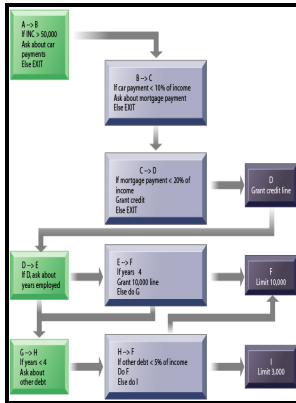 A --> B
If INC > 50,000
Ask about car
payments
Else EXIT
B --> C
If car payment < 10% of income
Ask about mortgage payment
Else EXIT
C --> D
If mortgage payment < 20% of
income
Grant credit
Else EXIT
D
Grant credit line
D --> E
If D, ask about
years employed
E --> F
If years 4
Grant 10,000 line
Else do G
F
Limit 10,000
G --> H
If years < 4
Ask about
other debt
H --> F
If other debt < 5% of income
Do F
Else do I
I
Limit 3,000